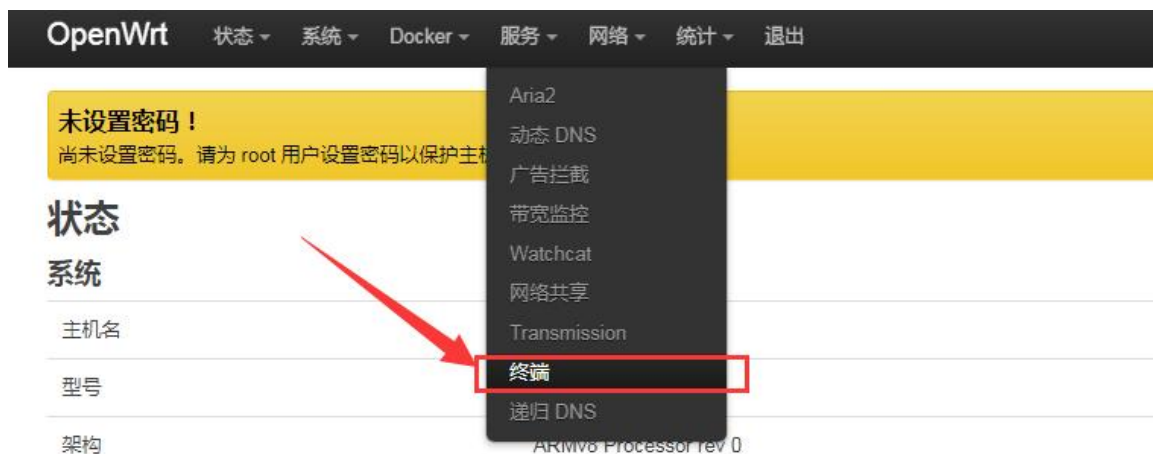 OpenWrt 状态 系统 Docker 服务 网络 统计 退出
Aria2
未设置密码！
动态 DNS
尚未设置密码。请为 root 用户设置密码以保护主
广告拦截
状态
带宽监控
Watchcat
系统
网络共享
主机名
Transmission
终端
型号
递归 DNS
架构
ARMv8 Processor rev 0